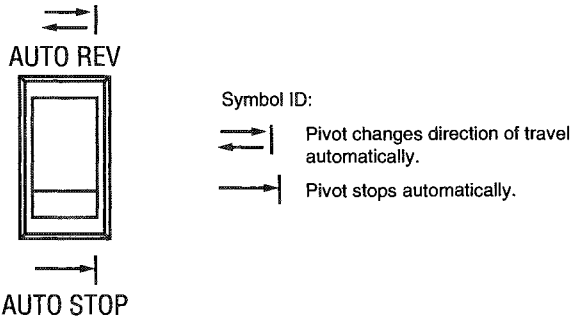 AUTO REV
Symbol ID:
Pivot changes direction of travel
automatically.
Pivot stops automatically.
AUTO STOP